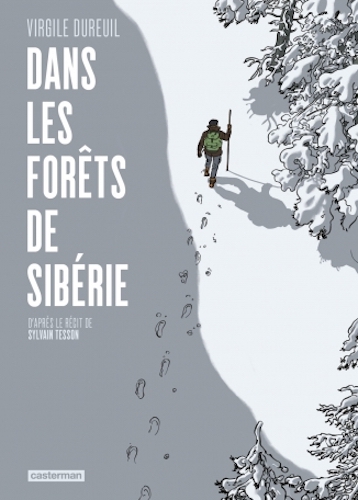 VIRGILE DUREUIL
DANS
LES
FORÊTS
DE
SIBÉRIE
D'APRÈS LE RÉCIT DE
SYLVAIN TESSON
casterman